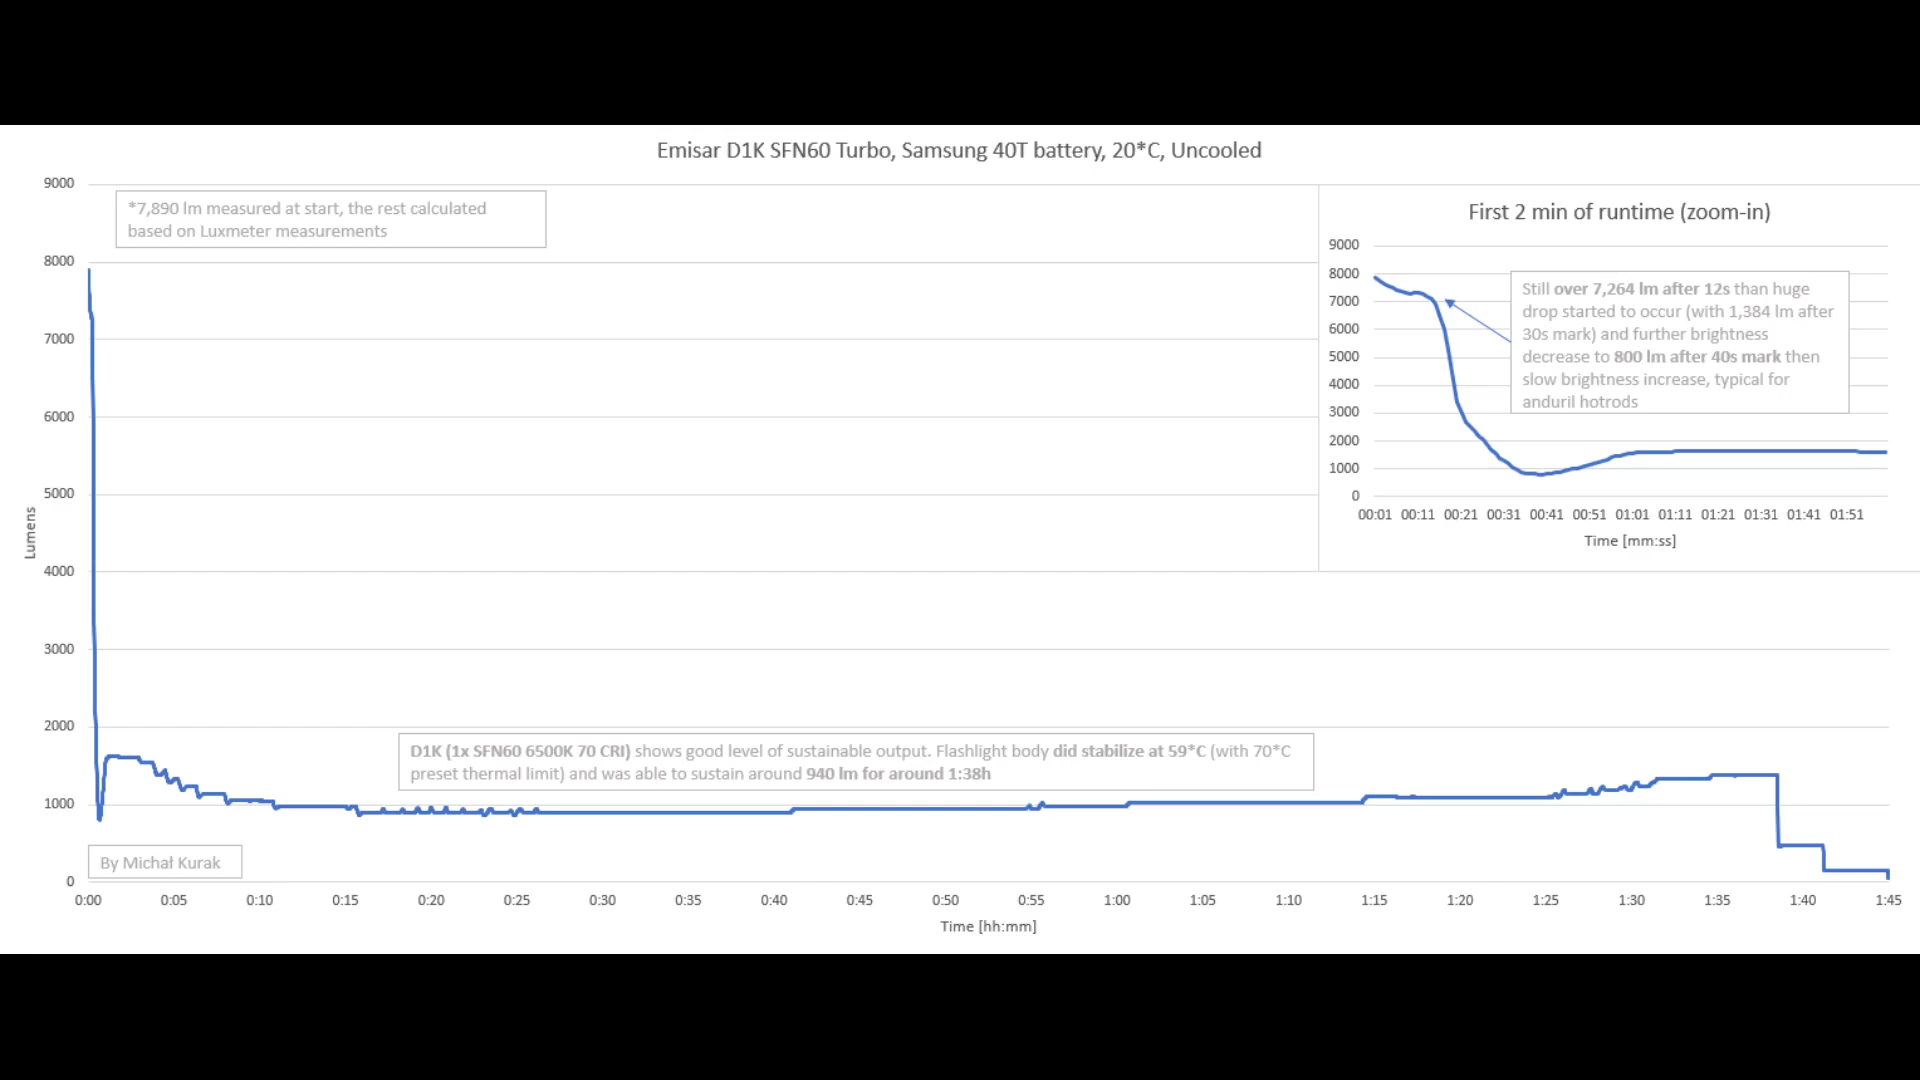 Emisar D1K SFN60 Turbo, Samsung 40T battery, 20*C, Uncooled
9000
8000
7000
6000
5000
4000
3000
2000
1000
0
Lumens
*7,890 lm measured at start, the rest calculated
based on Luxmeter measurements
First 2 min of runtime (zoom-in)
9000
8000
7000
6000
5000
4000
3000
2000
1000
0
Still over 7,264 lm after 12s than huge
drop started to occur (with 1,384 lm after
30s mark) and further brightness
decrease to 800 lm after 40s mark then
slow brightness increase, typical for
anduril hotrods
00:01 00:11 00:21 00:31 00:41 00:51 01:01 01:11 01:21 01:31 01:41 01:51
Time [mm:ss]
D1K (1x SFN60 6500K 70 CRI) shows good level of sustainable output. Flashlight body did stabilize at 59*C (with 70*C
preset thermal limit) and was able to sustain around 940 lm for around 1:38h
By Michał Kurak
0:00 0:05 0:10 0:15 0:20 0:25 0:30 0:35 0:40 0:45 0:50 0:55 1:00 1:05 1:10 1:15 1:20 1:25 1:30 1:35 1:40 1:45
Time [hh:mm]